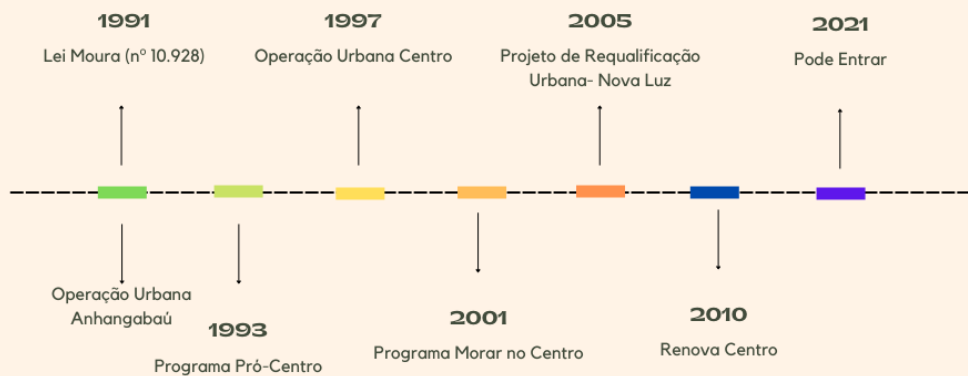 1991
Lei Moura (nº 10.928)
1997
Operação Urbana Centro
2005
Projeto de Requalificação
Urbana- Nova Luz
2021
Pode Entrar
Operação Urbana
Anhangabaú
1993
Programa Pró-Centro
2001
Programa Morar no Centro
2010
Renova Centro